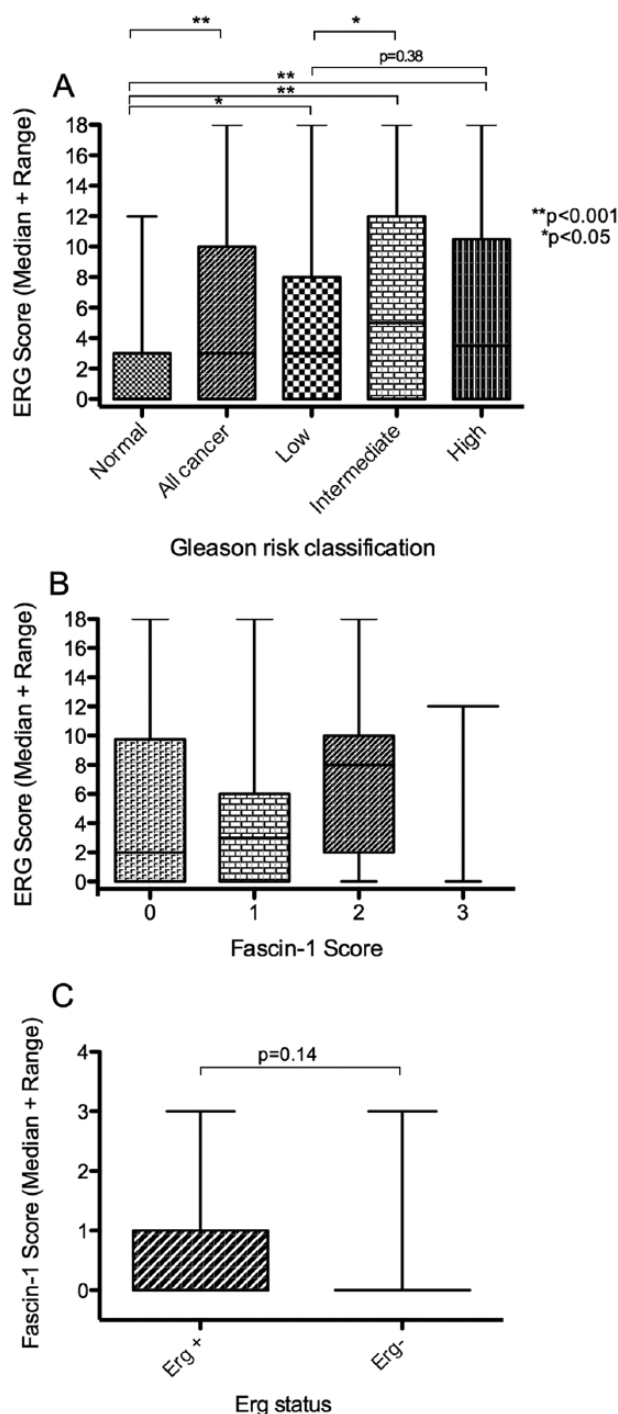 ** *
p=0.38
A
**
**
*
ERG Score (Median + Range)
18
16
14
12
10
8
6
4
2
0
**p<0.001
*p<0.05
Normal
All cancer
Low
Intermediate
High
Gleason risk classification
B
ERG Score (Median + Range)
18
16
14
12
10
8
6
4
2
0
0 1 2 3
Fascin-1 Score
C
Fascin-1 Score (Median + Range)
4
3
2
1
0
p=0.14
Erg +
Erg-
Erg status